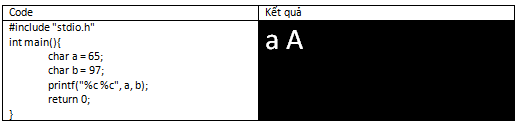 Code
Kết quả
#include "stdio.h"
int main(){
char a = 65;
char b = 97;
printf("%c %c", a, b);
return 0;
}
a A